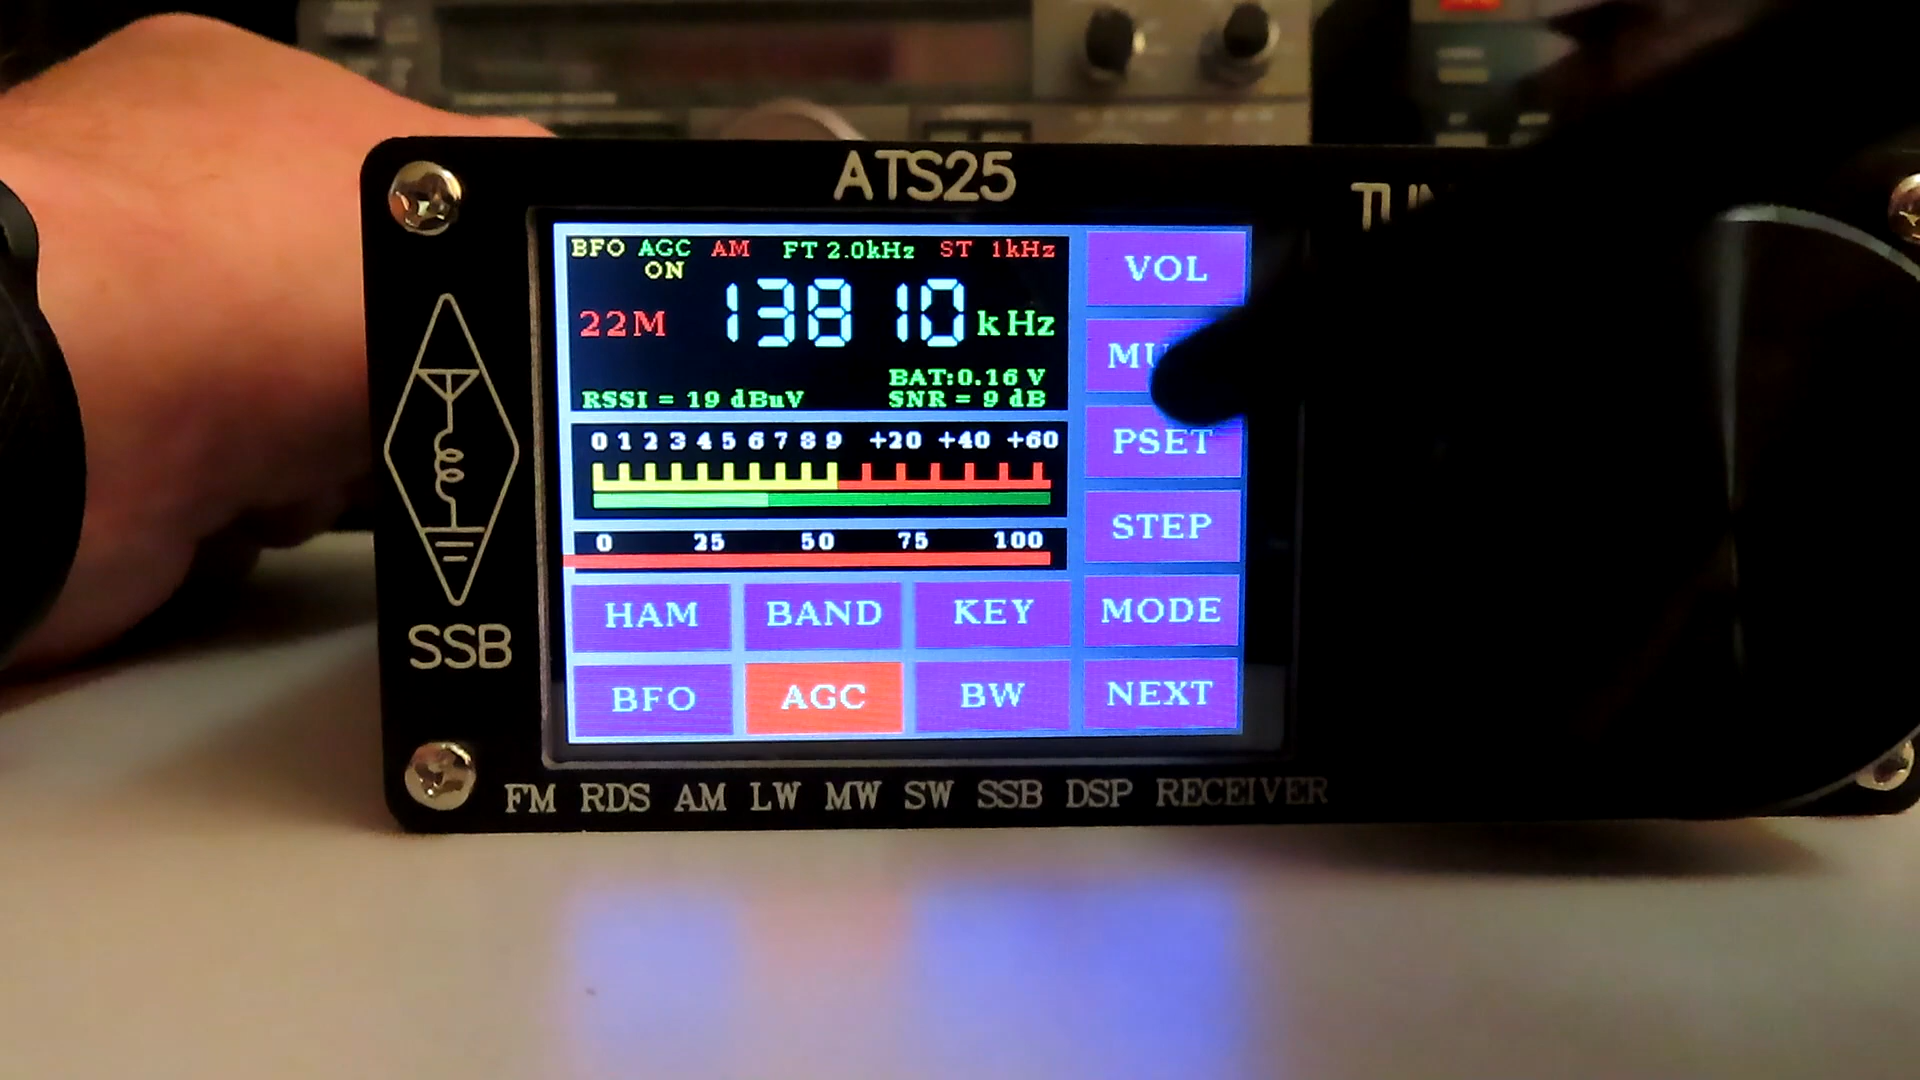 ATS25
BFO AGC AM FT 2.0kHz ST 1kHz
ON
22M 13810 kHz
BAT:0.16 V
RSSI = 19 dBuV SNR = 9 dB
0 1 2 3 4 5 6 7 8 9 +20 +40 +60
0 25 50 75 100
VOL
PSET
STEP
HAM BAND KEY MODE
BFO AGC BW NEXT
SSB
FM RDS AM LW MW SW SSB DSP RECEIVER